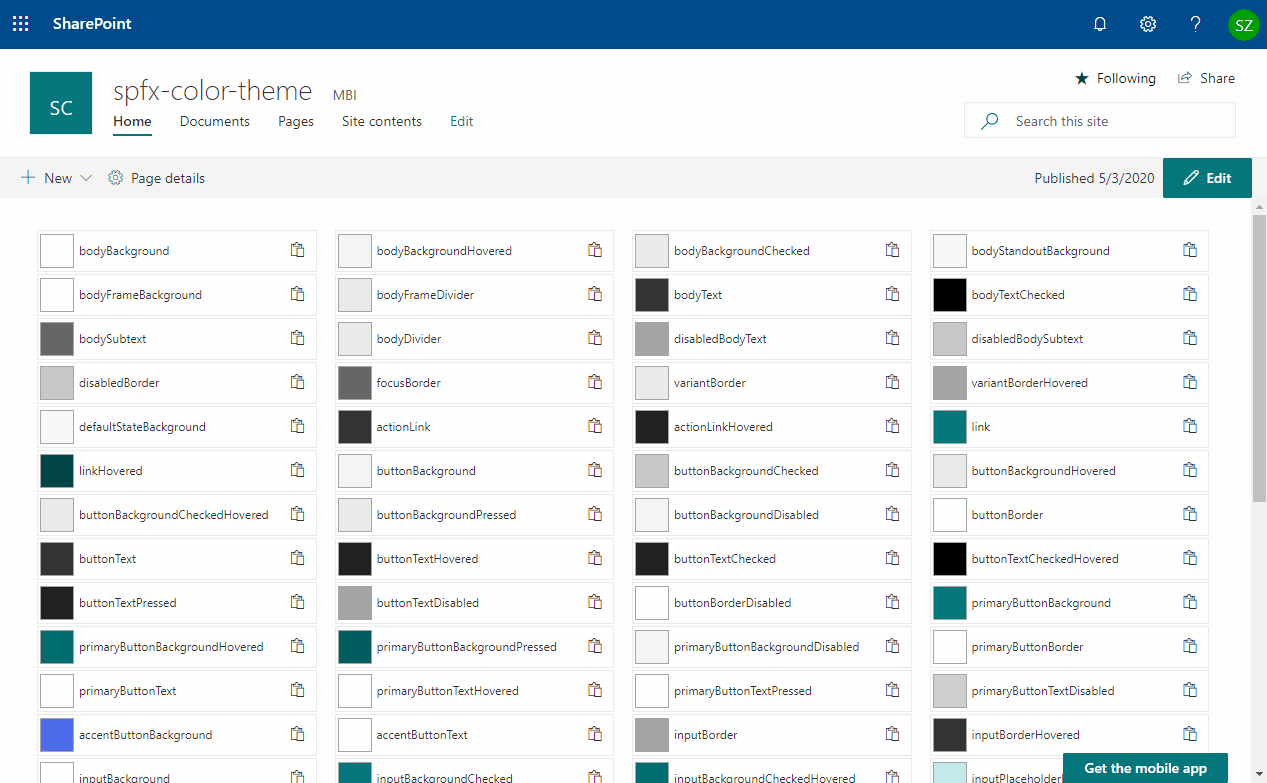 SharePoint
SZ
SC
spfx-color-theme MBI
Following Share
Home Documents Pages Site contents Edit
Search this site
New Page details Published 5/3/2020 Edit
bodyBackground bodyBackgroundHovered bodyBackgroundChecked bodyStandoutBackground
bodyFrameBackground bodyFrameDivider bodyText bodyTextChecked
bodySubtext bodyDivider disabledBodyText disabledBodySubtext
disabledBorder focusBorder variantBorder variantBorderHovered
defaultStateBackground actionLink actionLinkHovered link
linkHovered buttonBackground buttonBackgroundChecked buttonBackgroundHovered
buttonBackgroundCheckedHovered buttonBackgroundPressed buttonBackgroundDisabled buttonBorder
buttonText buttonTextHovered buttonTextChecked buttonTextCheckedHovered
buttonTextPressed buttonTextDisabled buttonBorderDisabled primaryButtonBackground
primaryButtonBackgroundHovered primaryButtonBackgroundPressed primaryButtonBackgroundDisabled primaryButtonBorder
primaryButtonText primaryButtonTextHovered primaryButtonTextPressed primaryButtonTextDisabled
accentButtonBackground accentButtonText inputBorder inputBorderHovered
inputBackground inputBackgroundChecked inputBackgroundCheckedHovered
Get the mobile app